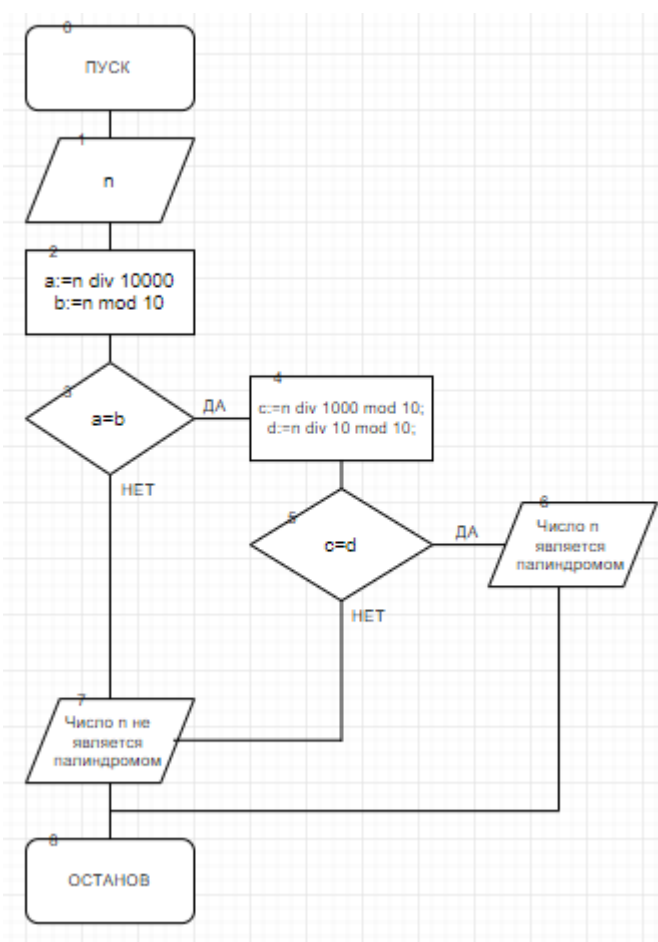 0
ПУСК
1
n
2
a:=n div 10000
b:=n mod 10
3
a=b
ДА
НЕТ
4
c:=n div 1000 mod 10;
d:=n div 10 mod 10;
5
c=d
ДА
НЕТ
6
Число n
является
палиндромом
7
Число n не
является
палиндромом
8
ОСТАНОВ